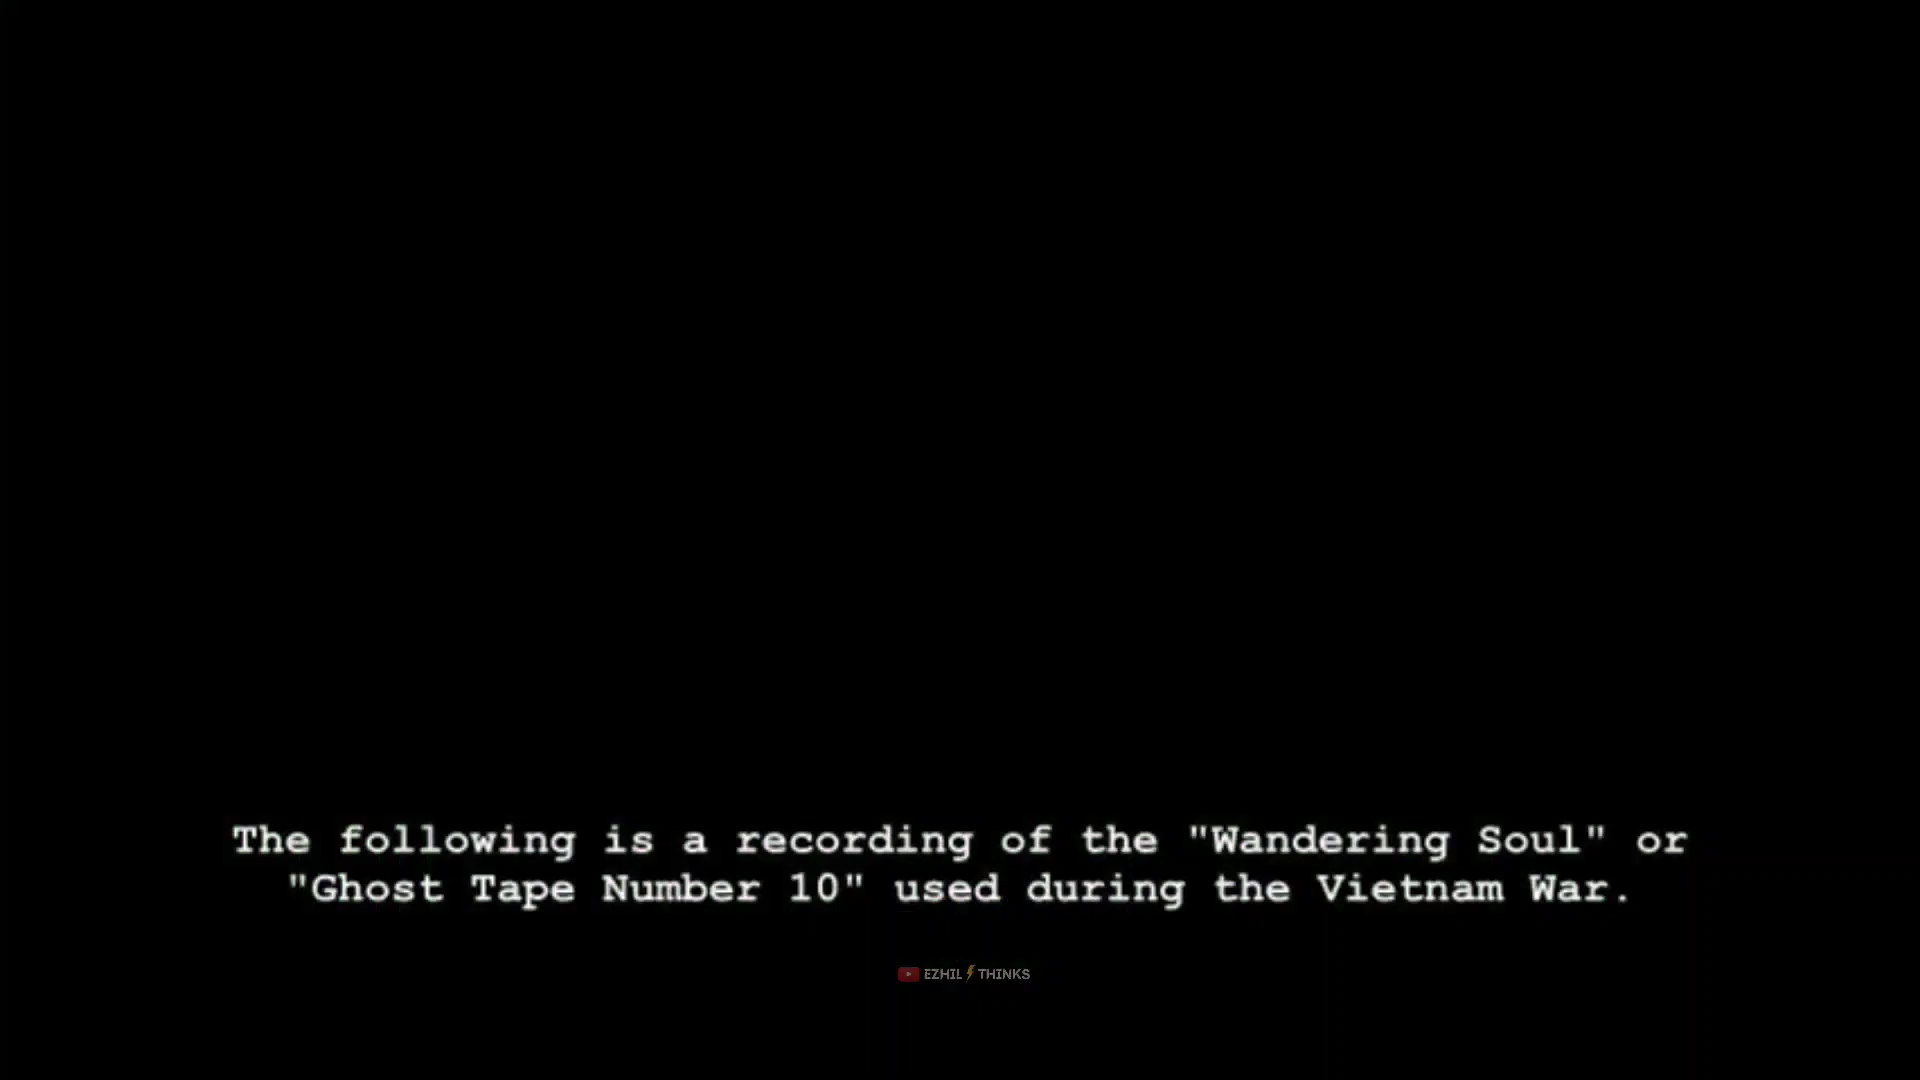 The following is a recording of the "Wandering Soul" or
"Ghost Tape Number 10" used during the Vietnam War.
EZHIL THINKS